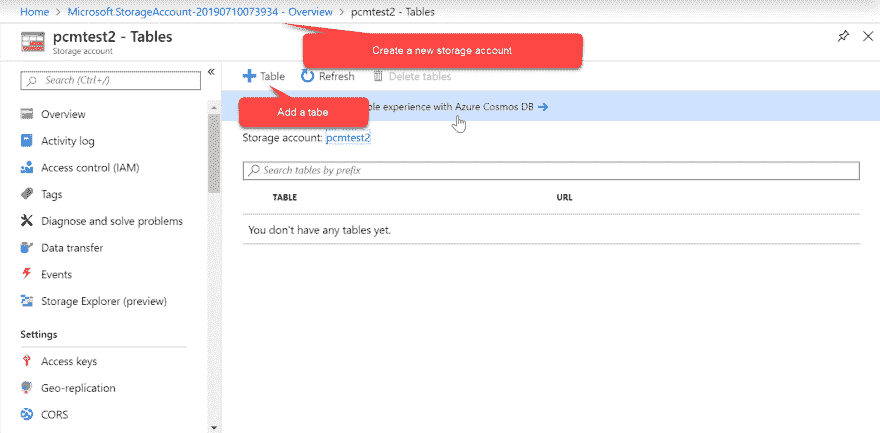 Home > Microsoft.StorageAccount-20190710073934 - Overview > pcmtest2 - Tables
pcmtest2 - Tables
Storage account
Create a new storage account
Search (Ctrl+/)
Overview
Activity log
Access control (IAM)
Tags
Diagnose and solve problems
Data transfer
Events
Storage Explorer (preview)
Settings
Access keys
Geo-replication
CORS
Table Refresh Delete tables
Add a tabe
experience with Azure Cosmos DB
Storage account: pcmtest2
Search tables by prefix
TABLE URL
You don't have any tables yet.